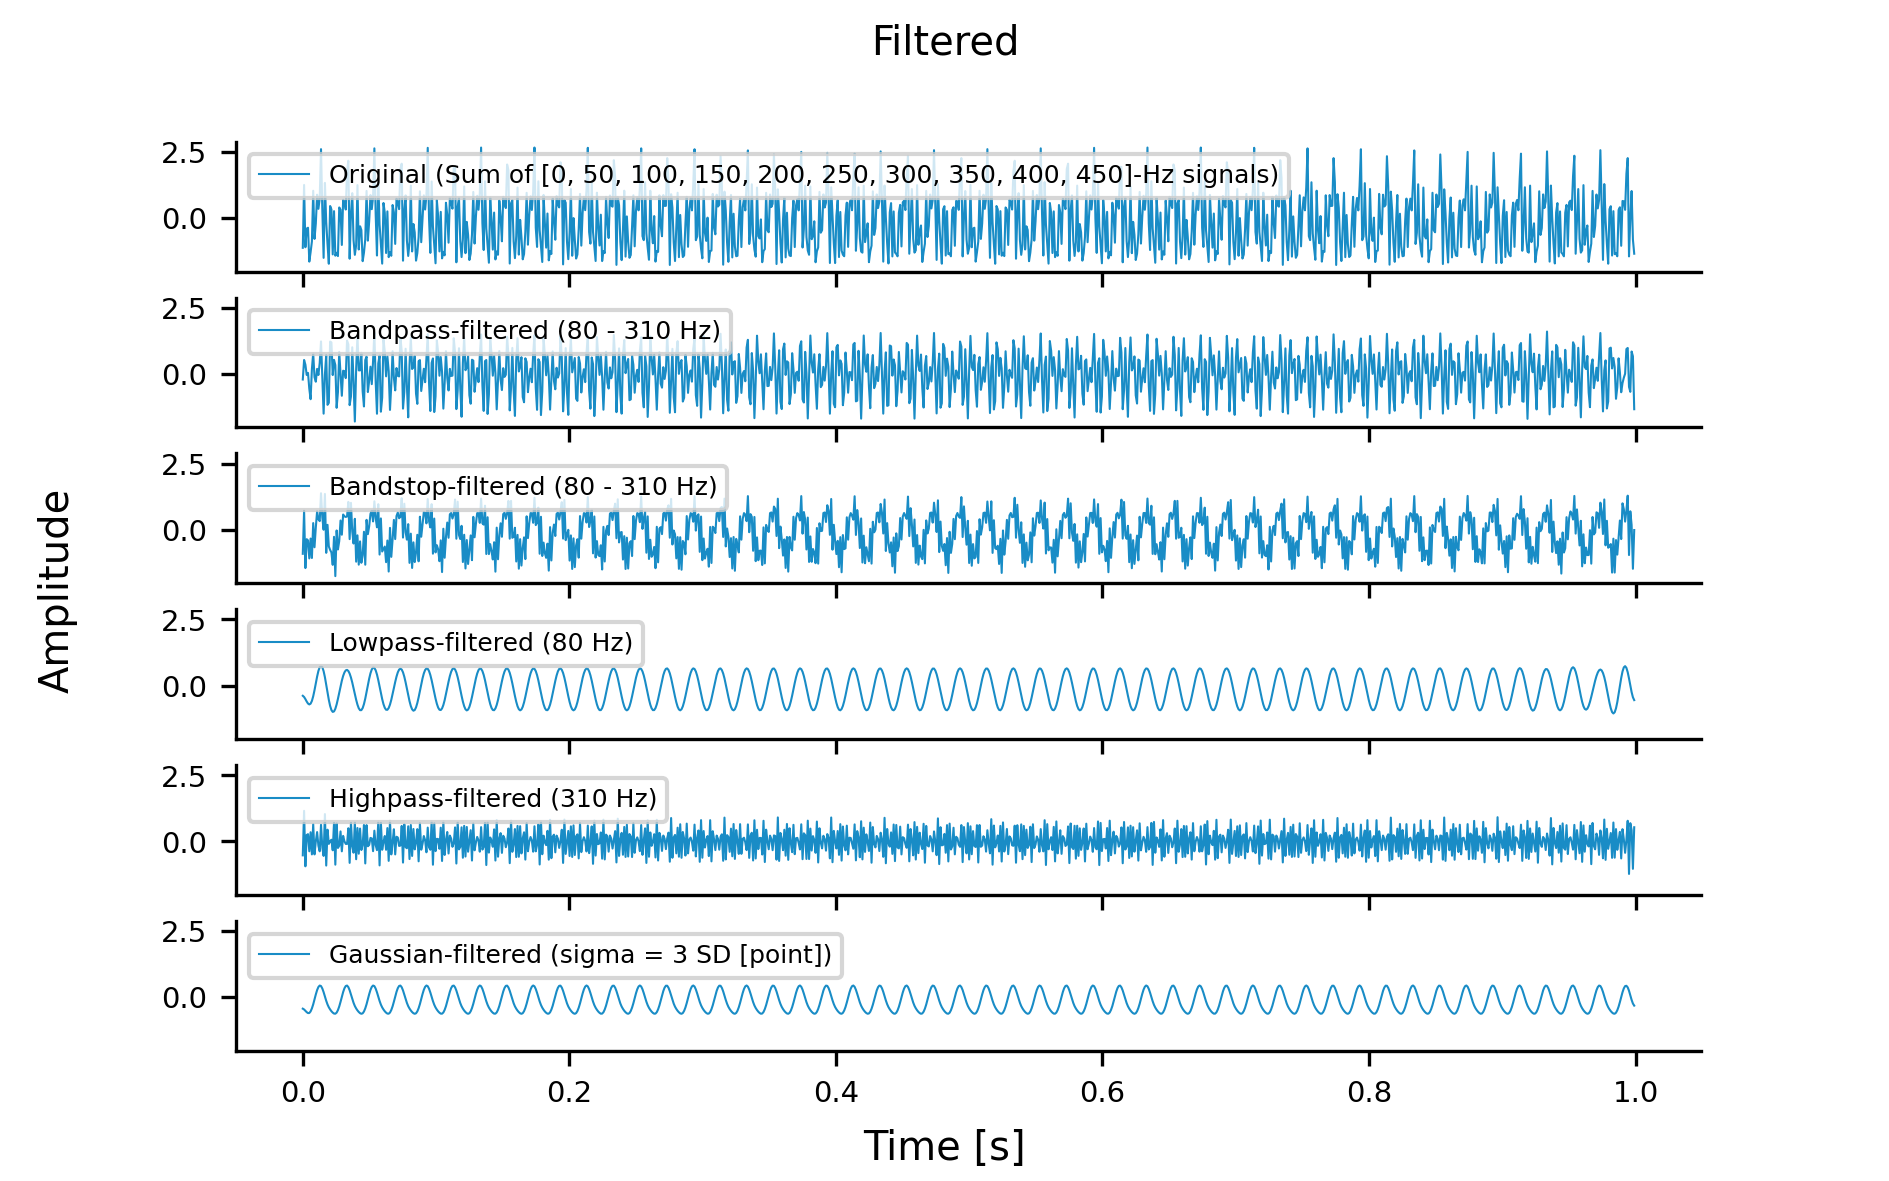 Filtered
2.5
0.0
Original (Sum of [0, 50, 100, 150, 200, 250, 300, 350, 400, 450]-Hz signals)
2.5
0.0
Bandpass-filtered (80 - 310 Hz)
2.5
0.0
Bandstop-filtered (80 - 310 Hz)
2.5
0.0
Lowpass-filtered (80 Hz)
2.5
0.0
Highpass-filtered (310 Hz)
2.5
0.0
Gaussian-filtered (sigma = 3 SD [point])
Amplitude
0.0 0.2 0.4 0.6 0.8 1.0
Time [s]